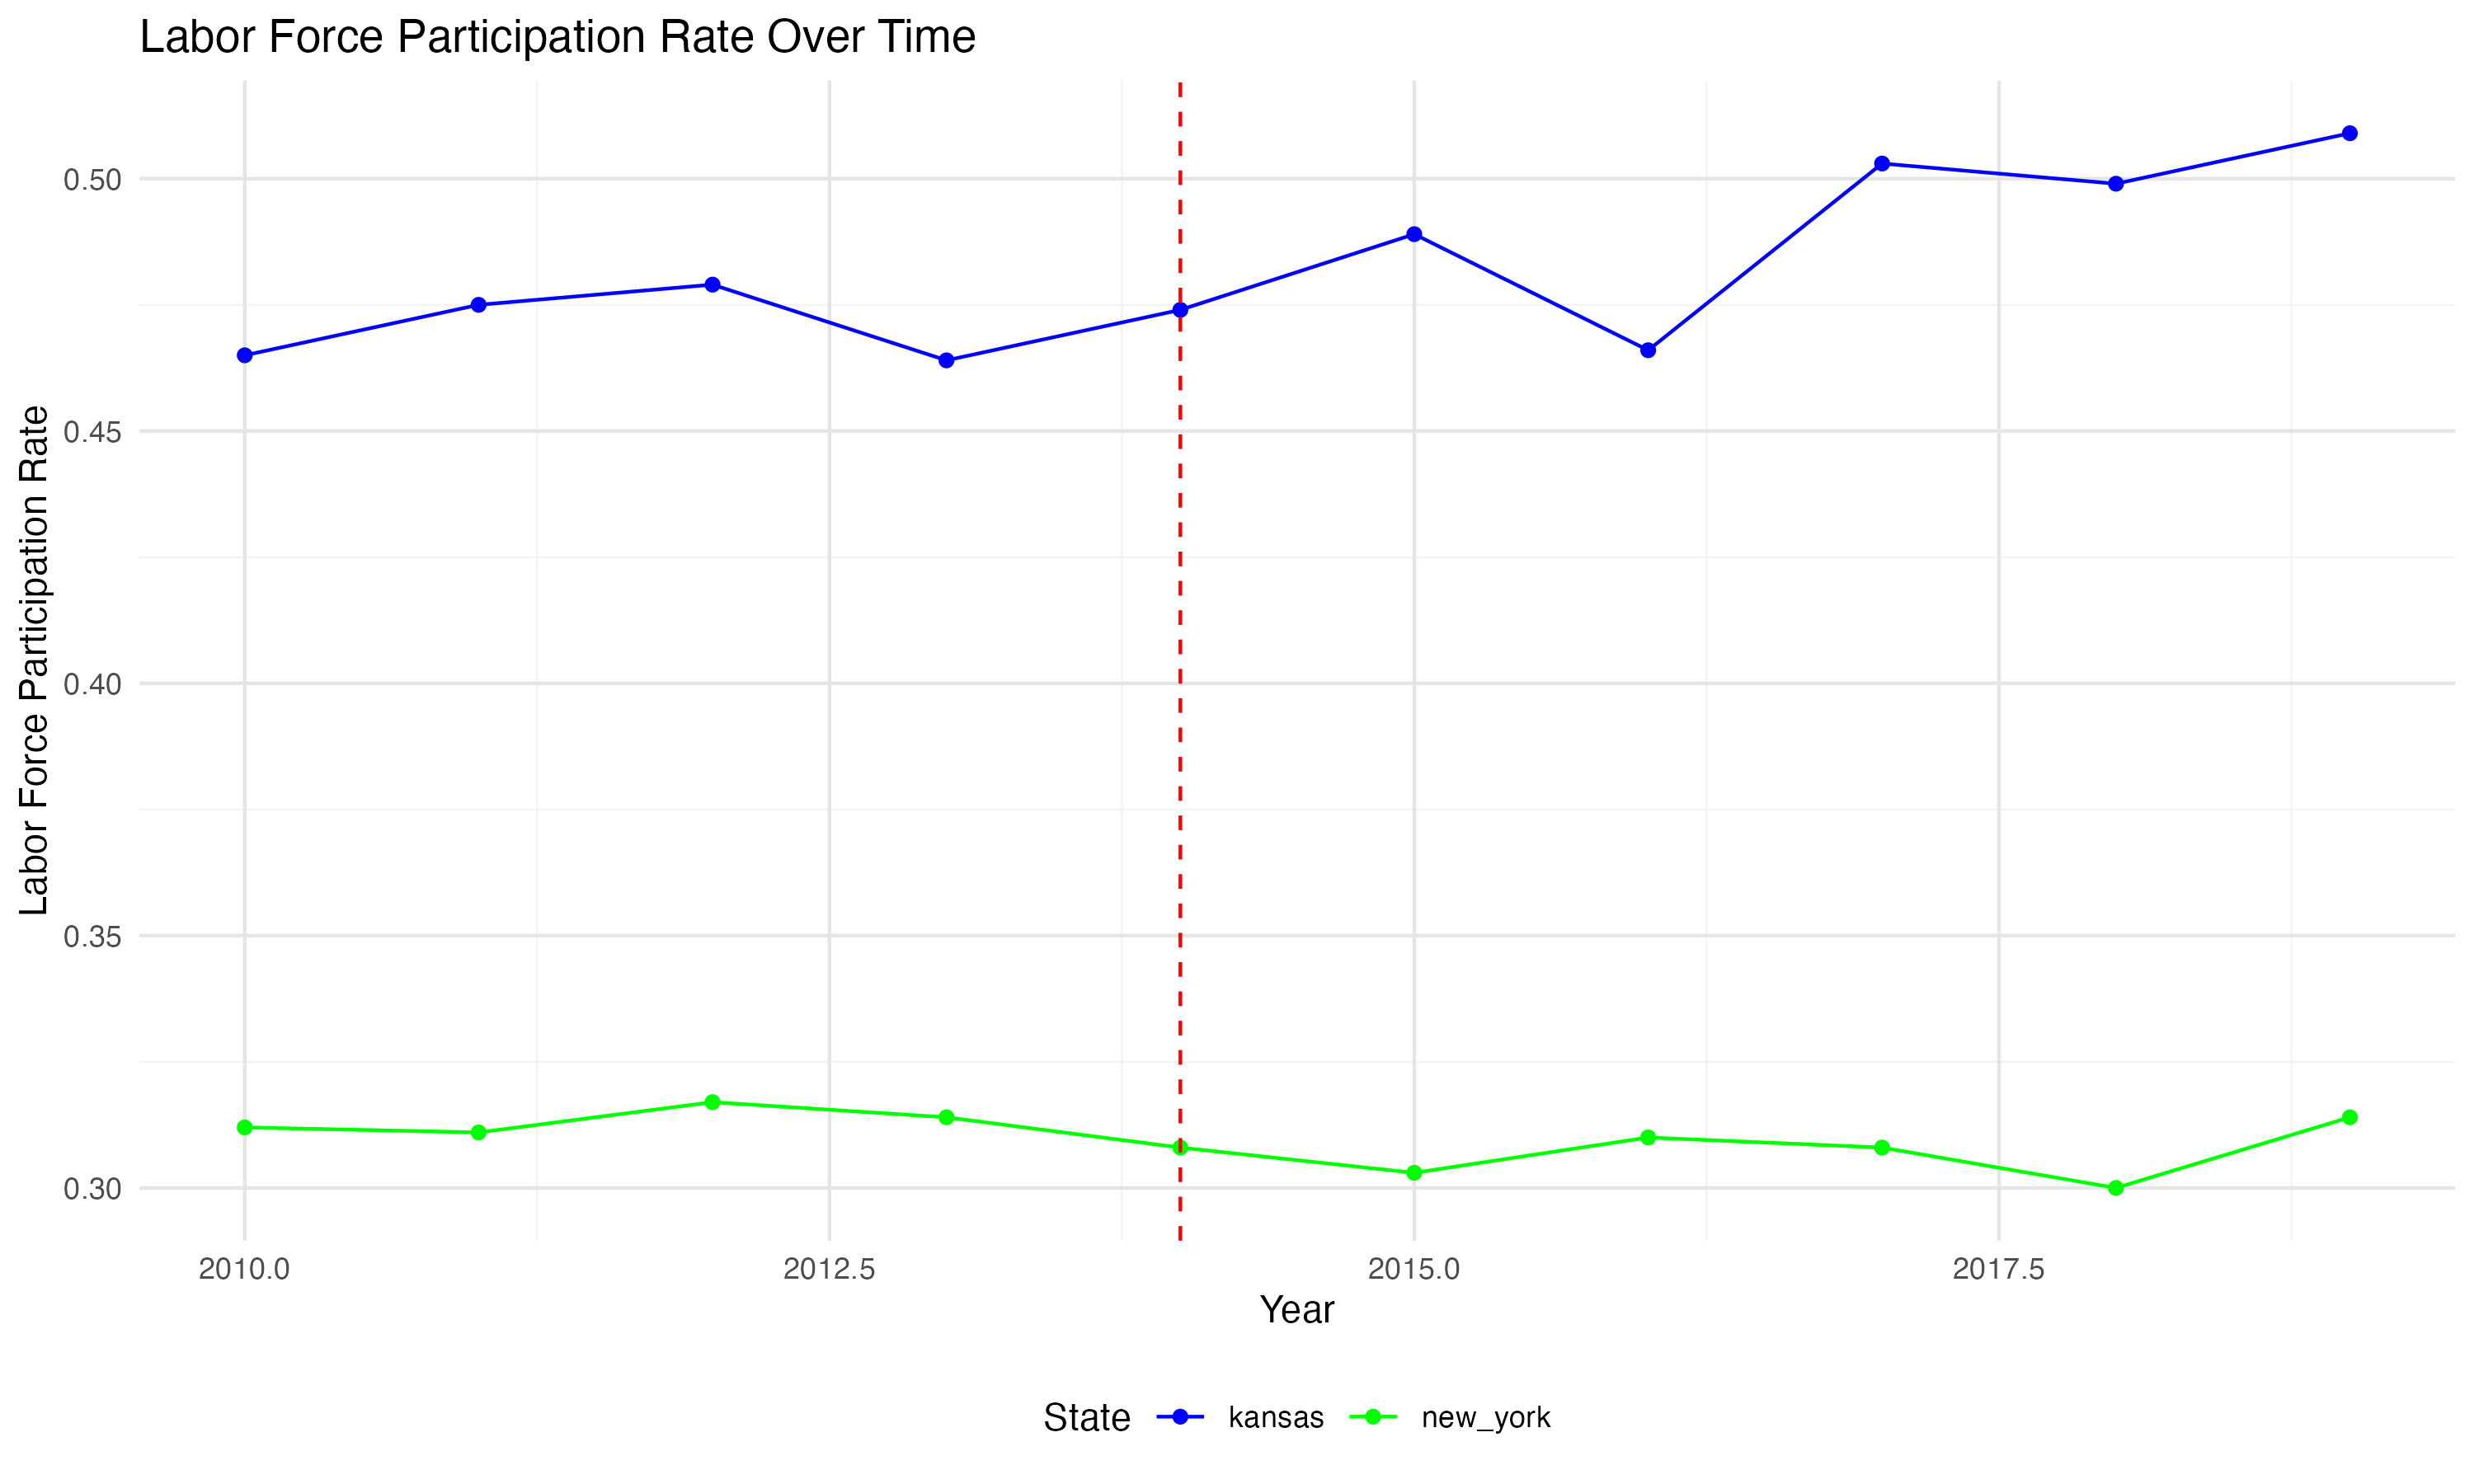 Labor Force Participation Rate Over Time
Labor Force Participation Rate
0.50
0.45
0.40
0.35
0.30
2010.0 2012.5 2015.0 2017.5
Year
State kansas new_york